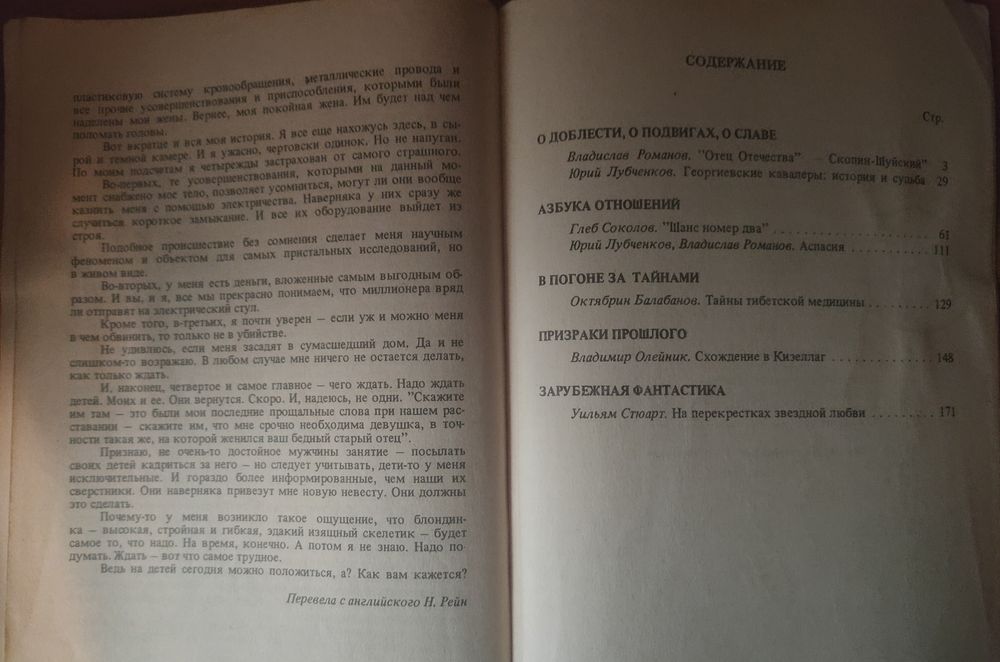 пластиковую систему кровообращения, металлические провода и
все прочие усовершенствования и приспособления, которыми были
наделены мои жены. Вернее, моя покойная жена. Им будет над чем
поломать головы.
Вот вкратце и вся моя история. Я все еще нахожусь здесь, в сы-
рой и темной камере. И я ужасно, чертовски одинок. Но не напуган.
По моим подсчетам я четырежды застрахован от самого страшного.
Во-первых, те усовершенствования, которыми на данный мо-
мент снабжено мое тело, позволяет усомниться, могут ли они вообще
казнить меня с помощью электричества. Наверняка у них сразу же
случиться короткое замыкание. И все их оборудование выйдет из
строя.
Подобное происшествие без сомнения сделает меня научным
феноменом и объектом для самых пристальных исследований, но
в живом виде.
Во-вторых, у меня есть деньги, вложенные самым выгодным об-
разом. И вы, и я, все мы прекрасно понимаем, что миллионера вряд
ли отправят на электрический стул.
Кроме того, в-третьих, я почти уверен — если уж и можно меня
в чем обвинить, то только не в убийстве.
Не удивлюсь, если меня засадят в сумасшедший дом. Да и не
слишком-то возражаю. В любом случае мне ничего не остается делать,
как только ждать.
И, наконец, четвертое и самое главное — чего ждать. Надо ждать
детей. Моих и ее. Они вернутся. Скоро. И, надеюсь, не одни. "Скажите
им там — это были мои последние прощальные слова при нашем рас-
ставании — скажите им, что мне срочно необходима девушка, в точ-
ности такая же, на которой женился ваш бедный старый отец".
Признаю, не очень-то достойное мужчины занятие — посылать
своих детей кадриться за него — но следует учитывать, дети-то у меня
исключительные. И гораздо более информированные, чем наши их
сверстники. Они наверняка привезут мне новую невесту. Они должны
это сделать.
Почему-то у меня возникло такое ощущение, что блондин-
ка — высокая, стройная и гибкая, эдакий изящный скелетик — будет
самое то, что надо. На время, конечно. А потом я не знаю. Надо по-
думать. Ждать — вот что самое трудное.
Ведь на детей сегодня можно положиться, а? Как вам кажется?
Перевела с английского Н. Рейн
СОДЕРЖАНИЕ
Стр.
О ДОБЛЕСТИ, О ПОДВИГАХ, О СЛАВЕ
Владислав Романов. "Отец Отечества" — Скопин-Шуйский" 3
Юрий Лубченков. Георгиевские кавалеры: история и судьба 29
АЗБУКА ОТНОШЕНИЙ
Глеб Соколов. "Шанс номер два" . . . . . . . . . . 61
Юрий Лубченков, Владислав Романов. Аспасия . . . . . . . . . . 111
В ПОГОНЕ ЗА ТАЙНАМИ
Октябрин Балабанов. Тайны тибетской медицины . . . . . . . 129
ПРИЗРАКИ ПРОШЛОГО
Владимир Олейник. Схождение в Кизеллаг . . . . . . . . . . 148
ЗАРУБЕЖНАЯ ФАНТАСТИКА
Уильям Стюарт. На перекрестках звездной любви . . . . . . . 171